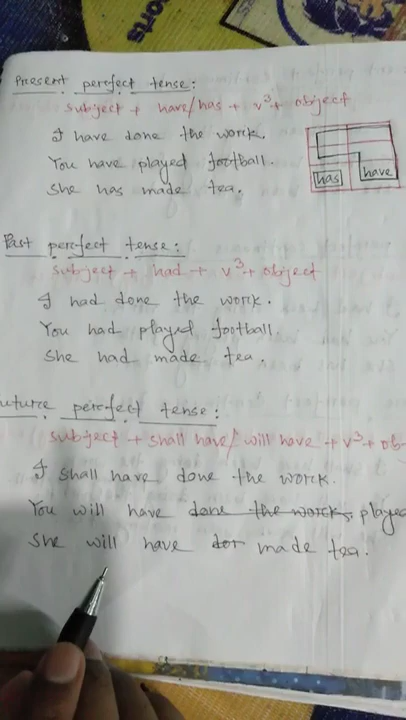 Present perefect tense:
subject + have/has + v³ + object
I have done the work.
You have played football.
She has made tea.
has
have
Past perefect tense:
subject + had + v³ + object
I had done the work.
You had played football.
She had made tea.
uture perefect tense:
subject + shall have/will have + v³ + ob-
I shall have done the work.
You will have done the work. played
She will have dor made tea.